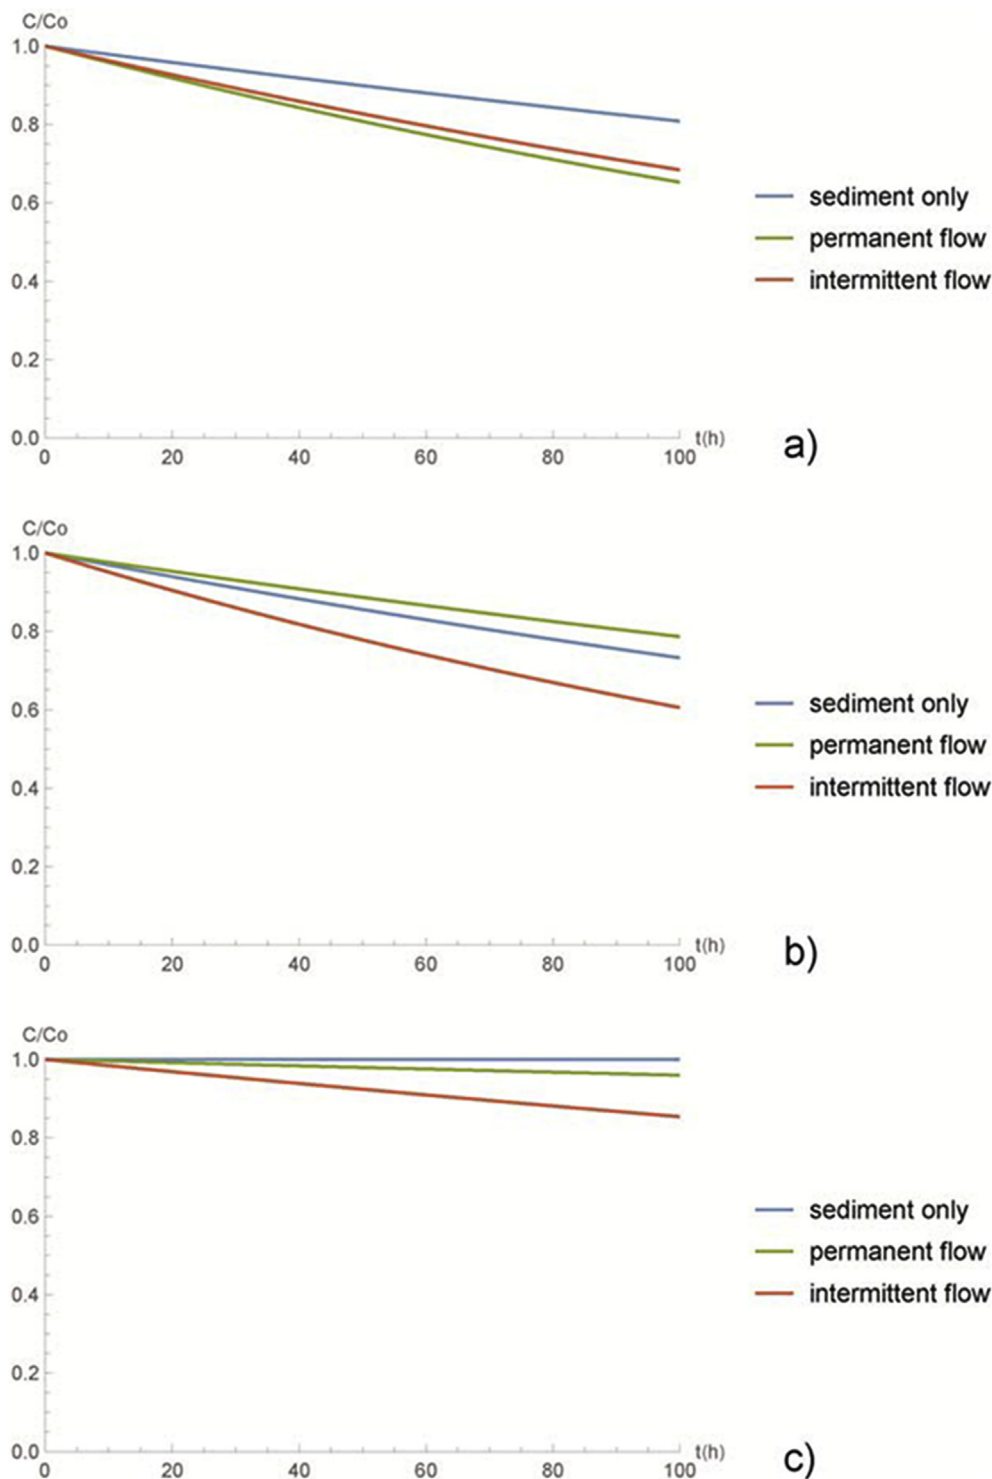 C/Co
1.0
0.8
0.6
0.4
0.2
0.0
0 20 40 60 80 100 t(h)
sediment only
permanent flow
intermittent flow
a)
C/Co
1.0
0.8
0.6
0.4
0.2
0.0
0 20 40 60 80 100 t(h)
sediment only
permanent flow
intermittent flow
b)
C/Co
1.0
0.8
0.6
0.4
0.2
0.0
0 20 40 60 80 100 t(h)
sediment only
permanent flow
intermittent flow
c)